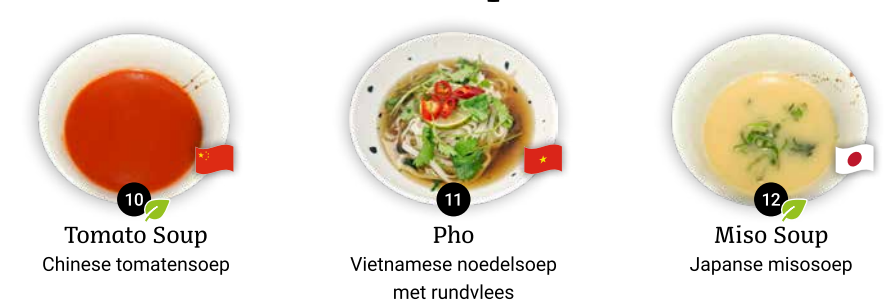 10
Tomato Soup
Chinese tomatensoep
11
Pho
Vietnamese noedelsoep
met rundvlees
12
Miso Soup
Japanse misosoep